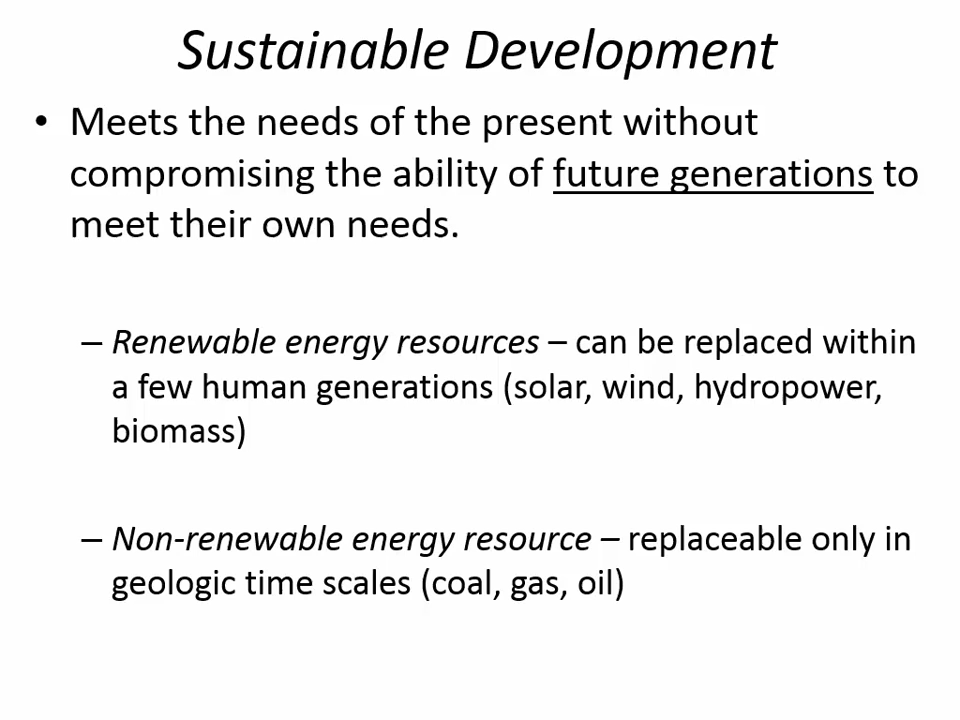 Sustainable Development
• Meets the needs of the present without
compromising the ability of future generations to
meet their own needs.
– Renewable energy resources – can be replaced within
a few human generations (solar, wind, hydropower,
biomass)
– Non-renewable energy resource – replaceable only in
geologic time scales (coal, gas, oil)